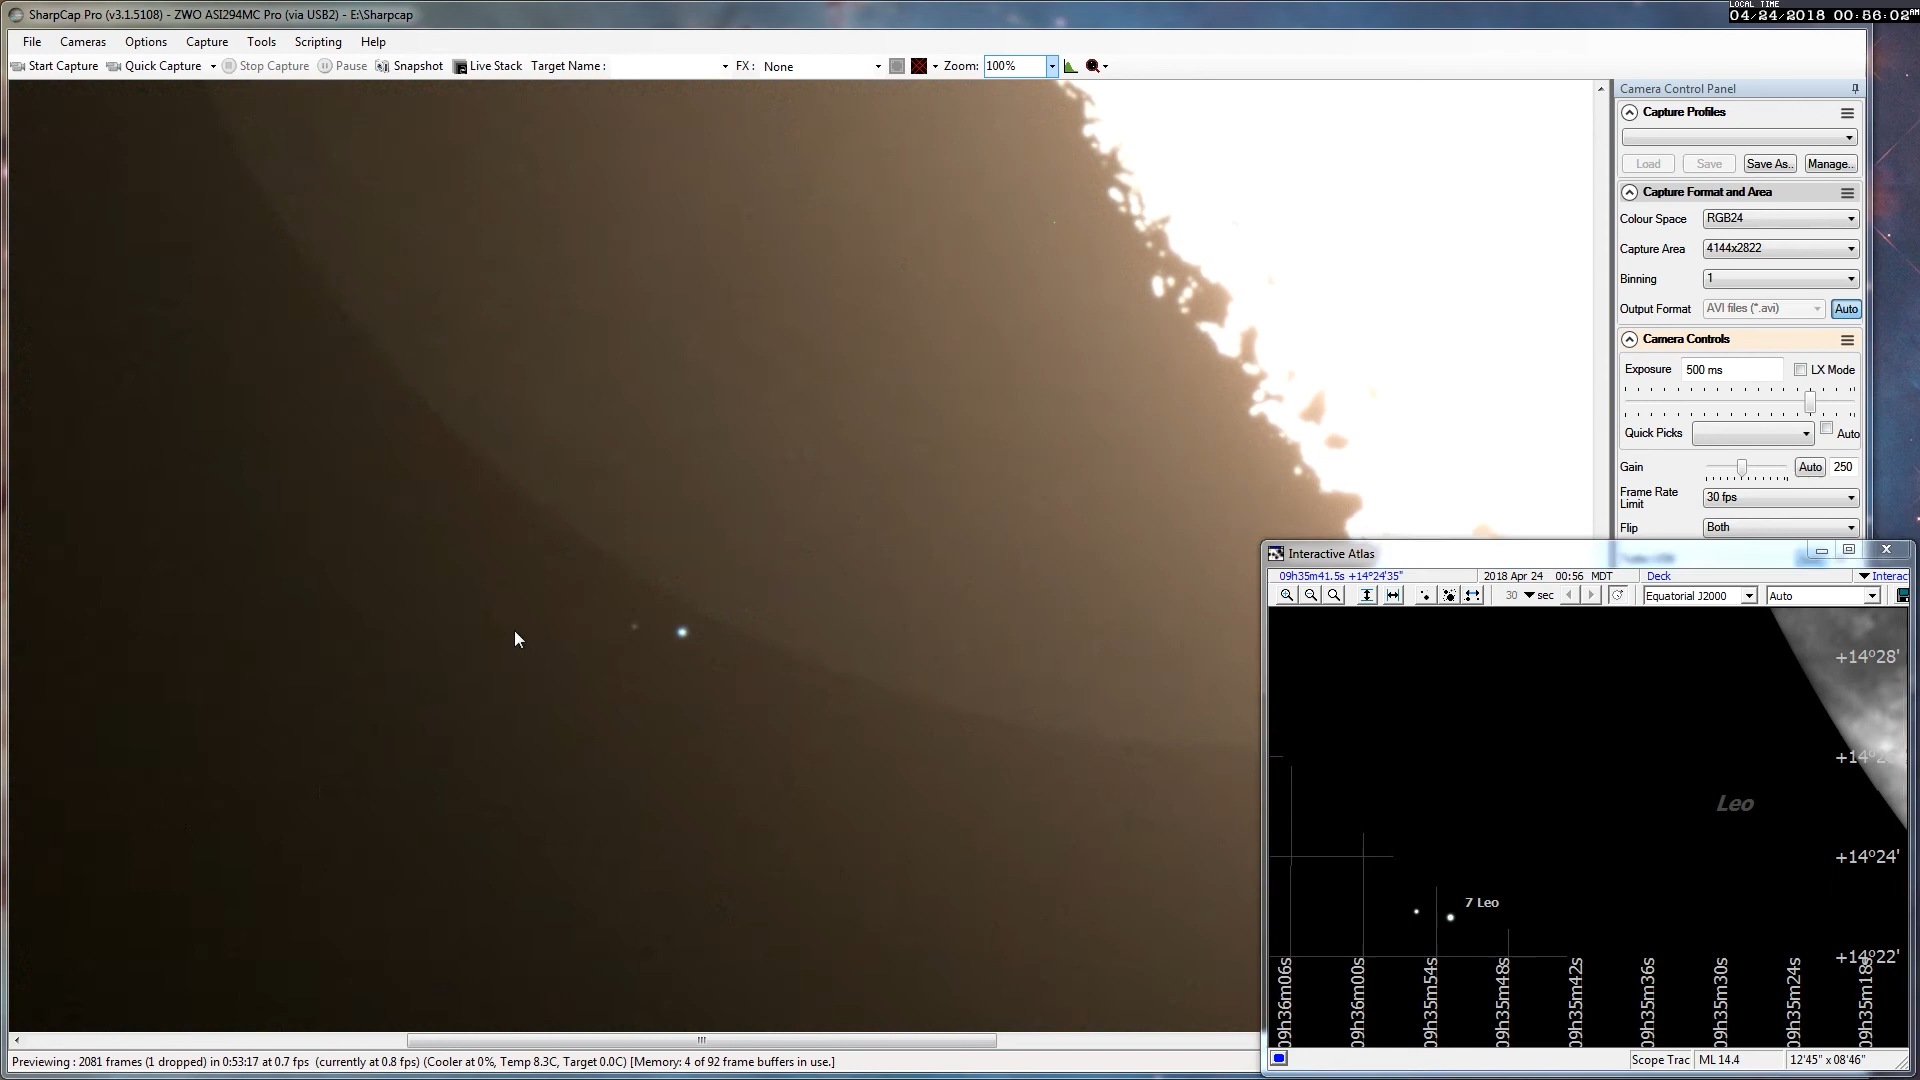 SharpCap Pro (v3.1.5108) - ZWO ASI294MC Pro (via USB2) - E:\Sharpcap
LOCAL TIME
04/24/2018 00:56:02AM
File Cameras Options Capture Tools Scripting Help
Start Capture Quick Capture Stop Capture Pause Snapshot Live Stack Target Name : FX : None Zoom: 100%
Camera Control Panel
Capture Profiles
Load Save Save As.. Manage..
Capture Format and Area
Colour Space RGB24
Capture Area 4144x2822
Binning 1
Output Format AVI files (*.avi) Auto
Camera Controls
Exposure 500 ms LX Mode
Quick Picks Auto
Gain Auto 250
Frame Rate Limit 30 fps
Flip Both
Interactive Atlas
09h35m41.5s +14°24'35" 2018 Apr 24 00:56 MDT Deck Interac
30 sec Equatorial J2000 Auto
+14°28'
Leo
+14°24'
7 Leo
+14°22'
09h36m06s 09h36m00s 09h35m54s 09h35m48s 09h35m42s 09h35m36s 09h35m30s 09h35m24s 09h35m18s
Scope Trac ML 14.4 12'45" x 08'46"
Previewing : 2081 frames (1 dropped) in 0:53:17 at 0.7 fps (currently at 0.8 fps) (Cooler at 0%, Temp 8.3C, Target 0.0C) [Memory: 4 of 92 frame buffers in use.]